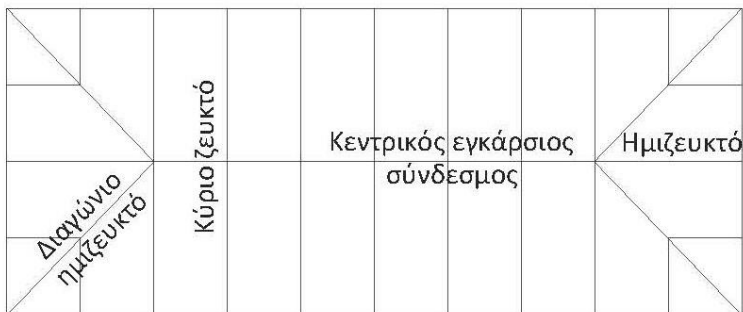 Διαγώνιο
ημιζευκτό
Κύριο ζευκτό
Κεντρικός εγκάρσιος
σύνδεσμος
Ημιζευκτό